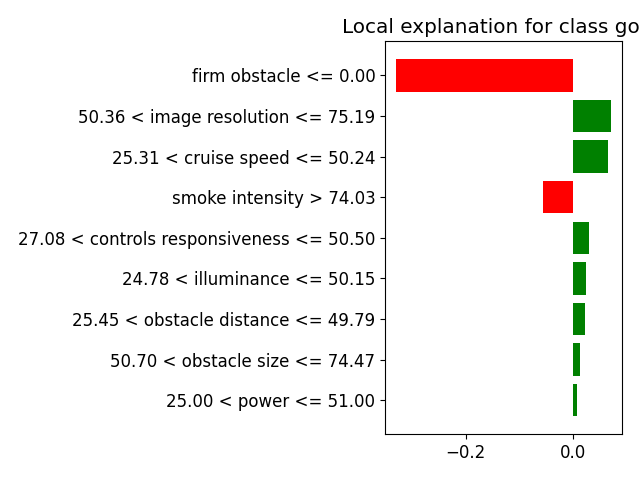 Local explanation for class go
firm obstacle <= 0.00
50.36 < image resolution <= 75.19
25.31 < cruise speed <= 50.24
smoke intensity > 74.03
27.08 < controls responsiveness <= 50.50
24.78 < illuminance <= 50.15
25.45 < obstacle distance <= 49.79
50.70 < obstacle size <= 74.47
25.00 < power <= 51.00
−0.2 0.0